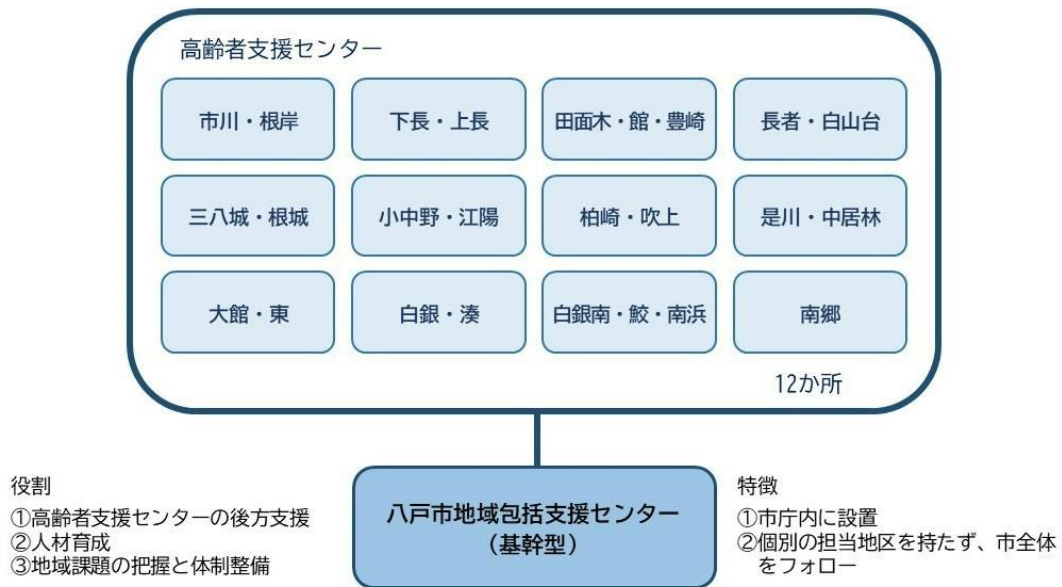 高齢者支援センター
市川・根岸
下長・上長
田面木・館・豊崎
長者・白山台
三八城・根城
小中野・江陽
柏崎・吹上
是川・中居林
大館・東
白銀・湊
白銀南・鮫・南浜
南郷
12か所
役割
①高齢者支援センターの後方支援
②人材育成
③地域課題の把握と体制整備
八戸市地域包括支援センター
（基幹型）
特徴
①市庁内に設置
②個別の担当地区を持たず、市全体
をフォロー